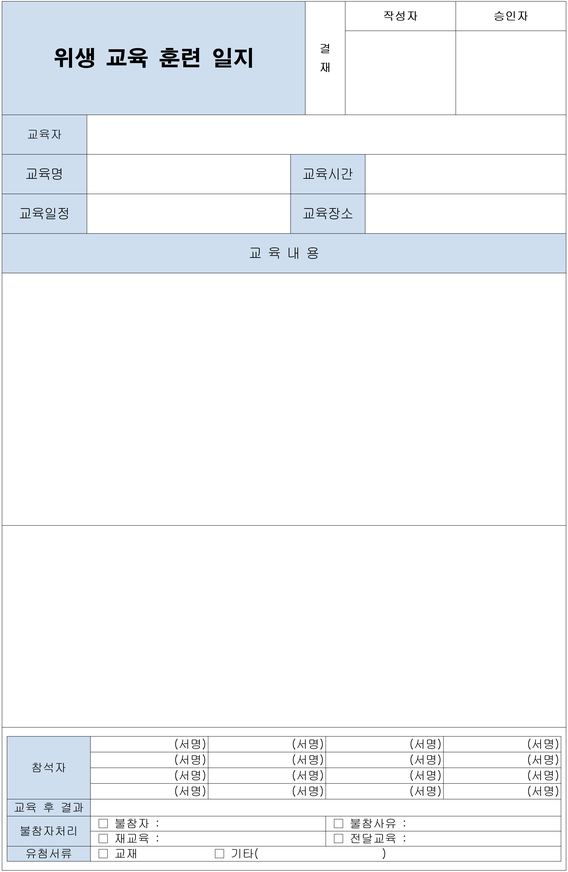 위생 교육 훈련 일지
결
재
작성자 승인자
교육자
교육명 교육시간
교육일정 교육장소
교 육 내 용
참석자
(서명) (서명) (서명) (서명)
(서명) (서명) (서명) (서명)
(서명) (서명) (서명) (서명)
(서명) (서명) (서명) (서명)
교육 후 결과
불참자처리
□ 불참자 : □ 불참사유 :
□ 재교육 : □ 전달교육 :
유첨서류 □ 교재 □ 기타( )